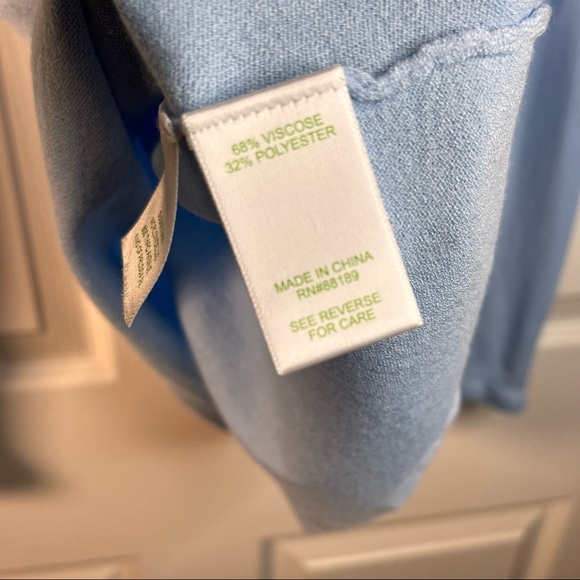 68% VISCOSE
32% POLYESTER
MADE IN CHINA
RN#88189
SEE REVERSE
FOR CARE